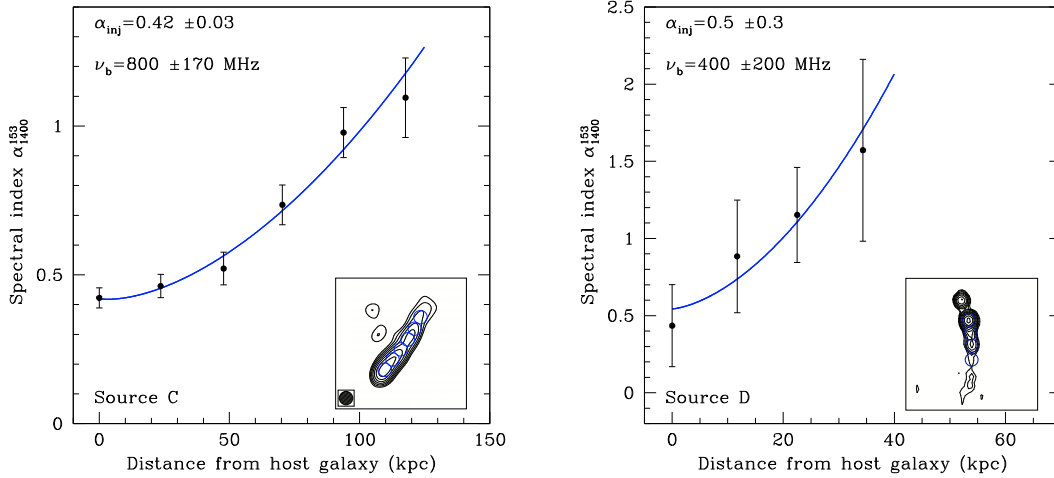 α_inj=0.42 ±0.03
ν_b=800 ±170 MHz
Spectral index α^153_1400
1
0.5
0
Source C
0
50
100
150
Distance from host galaxy (kpc)
α_inj=0.5 ±0.3
ν_b=400 ±200 MHz
Spectral index α^153_1400
2.5
2
1.5
1
0.5
0
Source D
0
20
40
60
Distance from host galaxy (kpc)